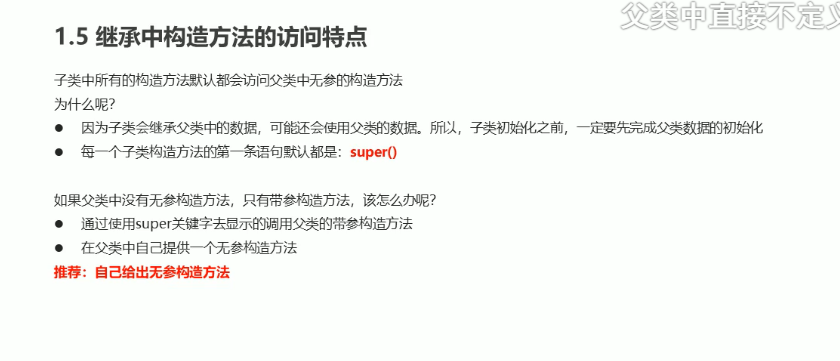 父类中直接不定义
1.5 继承中构造方法的访问特点
子类中所有的构造方法默认都会访问父类中无参的构造方法
为什么呢？
● 因为子类会继承父类中的数据，可能还会使用父类的数据。所以，子类初始化之前，一定要先完成父类数据的初始化
● 每一个子类构造方法的第一条语句默认都是：super()
如果父类中没有无参构造方法，只有带参构造方法，该怎么办呢？
● 通过使用super关键字去显示的调用父类的带参构造方法
● 在父类中自己提供一个无参构造方法
推荐：自己给出无参构造方法